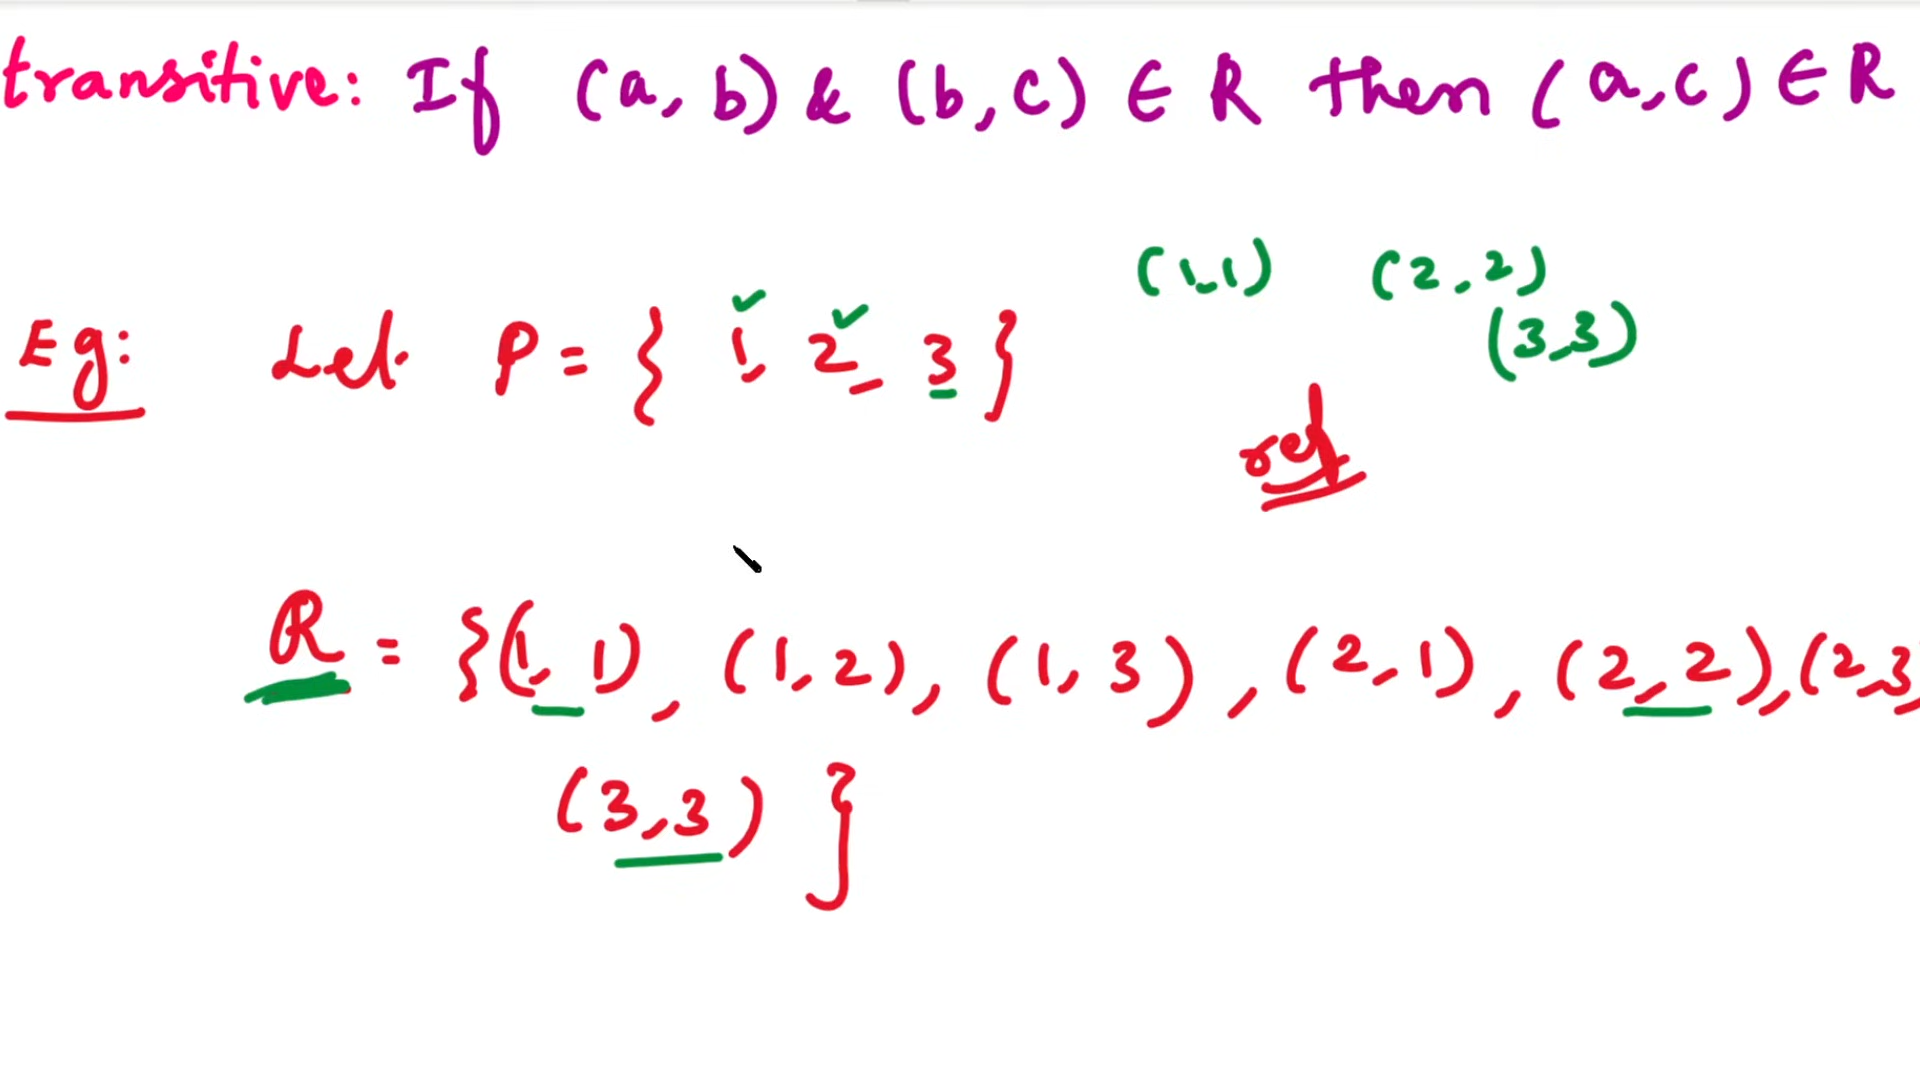 transitive: If (a, b) & (b, c) ∈ R then (a, c) ∈ R
(1,1) (2,2)
(3,3)
Eg: Let P = { 1, 2, 3 }
ref
R = {(1, 1), (1, 2), (1, 3), (2, 1), (2, 2), (2,3,
(3,3) }